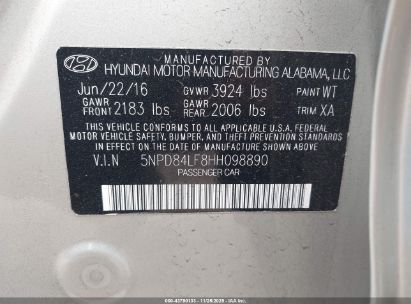 HYUNDAI MOTOR MANUFACTURING ALABAMA, LLC
Jun/22/16 GVWR 3924 lbs PAINT WT
GAWR FRONT 2183 lbs GAWR REAR 2006 lbs TRIM XA
THIS VEHICLE CONFORMS TO ALL APPLICABLE U.S.A. FEDERAL
MOTOR VEHICLE SAFETY, BUMPER, AND THEFT PREVENTION
STANDARDS IN EFFECT ON THE DATE OF MANUFACTURE
SHOWN ABOVE.
V.I.N 5NPD84LF8HH098890
PASSENGER CAR